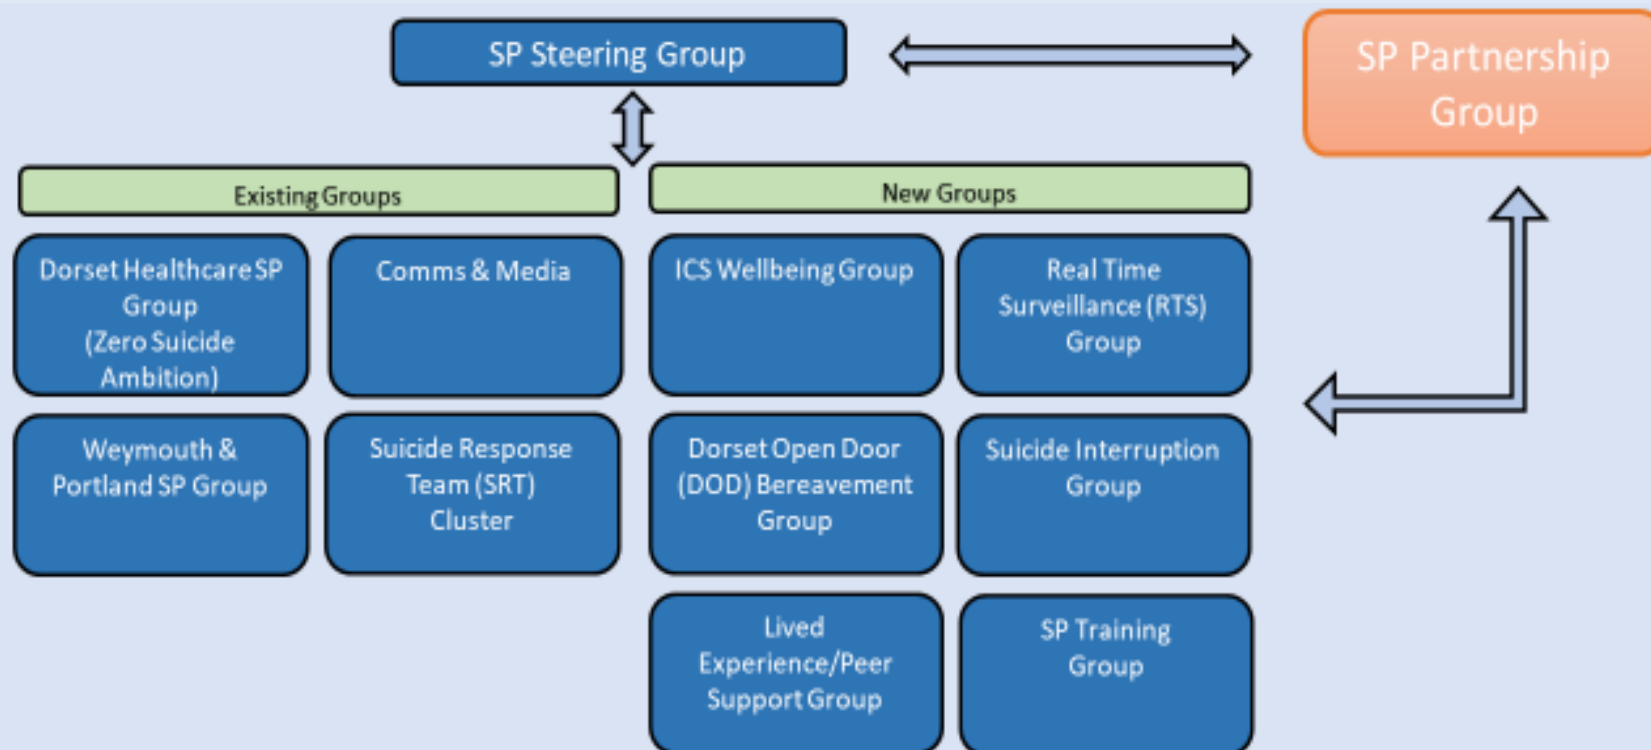 SP Steering Group
SP Partnership
Group
Existing Groups
New Groups
Dorset Healthcare SP
Group
(Zero Suicide
Ambition)
Comms & Media
ICS Wellbeing Group
Real Time
Surveillance (RTS)
Group
Weymouth &
Portland SP Group
Suicide Response
Team (SRT)
Cluster
Dorset Open Door
(DOD) Bereavement
Group
Suicide Interruption
Group
Lived
Experience/Peer
Support Group
SP Training
Group